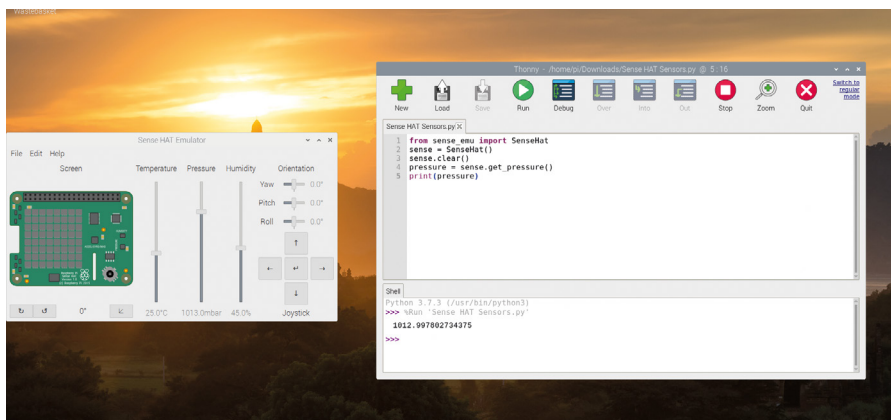 Wastebasket
Thonny - /home/pi/Downloads/Sense HAT Sensors.py @ 5:16
New Load Save Run Debug Over Into Out Stop Zoom Quit
Switch to
regular
mode
Sense HAT Sensors.py
1 from sense_emu import SenseHat
2 sense = SenseHat()
3 sense.clear()
4 pressure = sense.get_pressure()
5 print(pressure)
Shell
Python 3.7.3 (/usr/bin/python3)
>>> %Run 'Sense HAT Sensors.py'
1012.997802734375
>>>
Sense HAT Emulator
File Edit Help
Screen Temperature Pressure Humidity Orientation
Yaw 0.0°
Pitch 0.0°
Roll 0.0°
↑
← ↵ →
↓
↻ ↺ 0° 25.0°C 1013.0mbar 45.0% Joystick